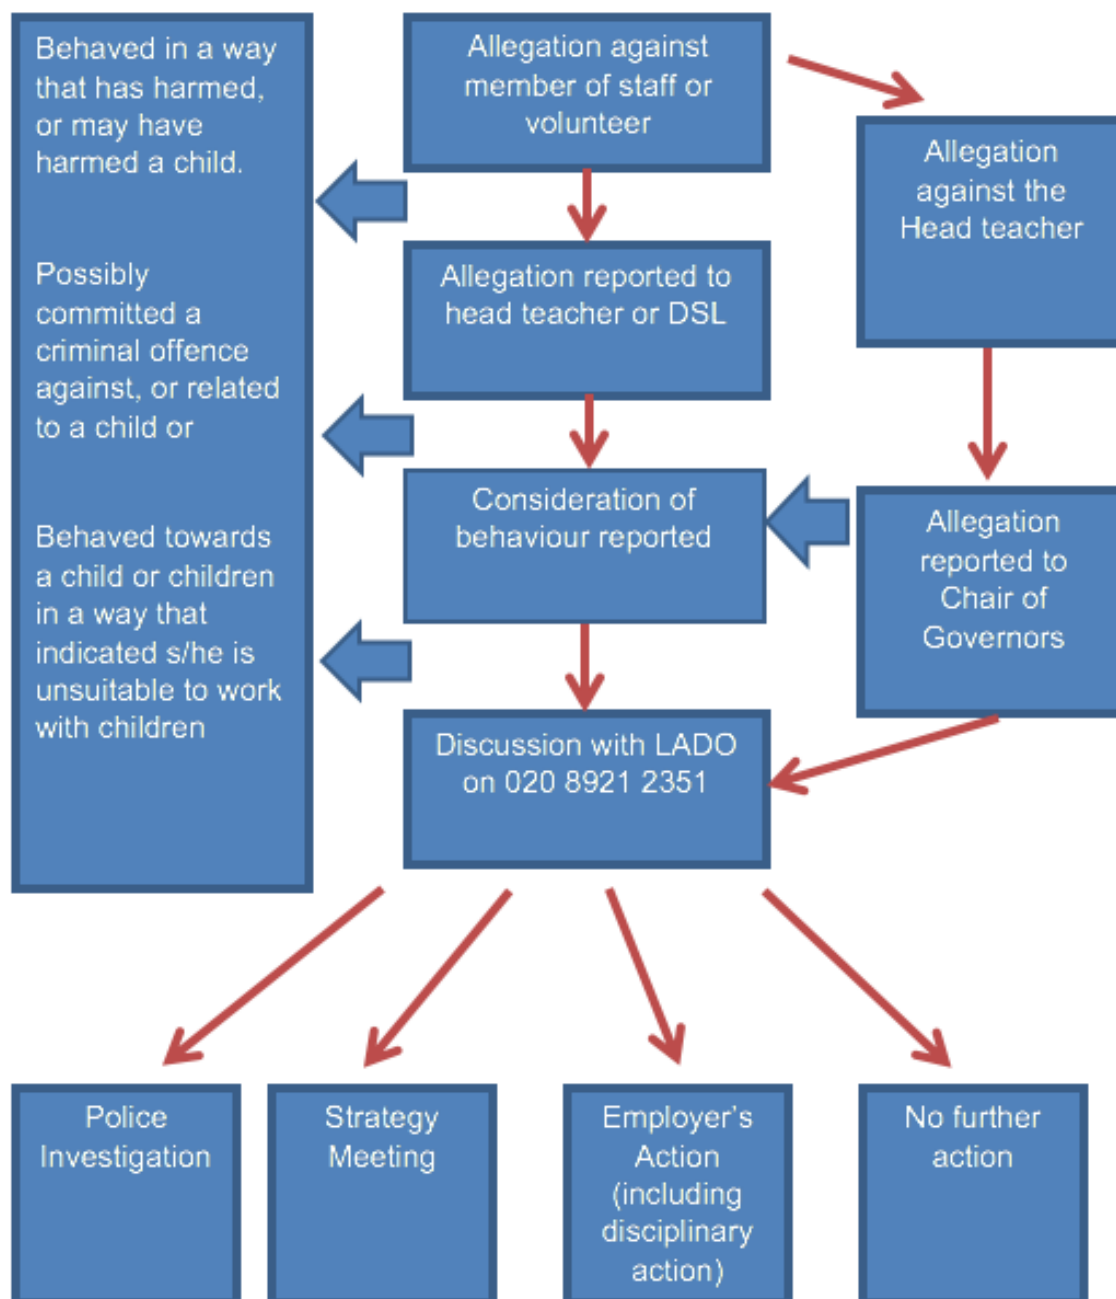 Behaved in a way
that has harmed,
or may have
harmed a child.
Possibly
committed a
criminal offence
against, or related
to a child or
Behaved towards
a child or children
in a way that
indicated s/he is
unsuitable to work
with children
Allegation against
member of staff or
volunteer
Allegation
against the
Head teacher
Allegation reported to
head teacher or DSL
Consideration of
behaviour reported
Allegation
reported to
Chair of
Governors
Discussion with LADO
on 020 8921 2351
Police
Investigation
Strategy
Meeting
Employer's
Action
(including
disciplinary
action)
No further
action